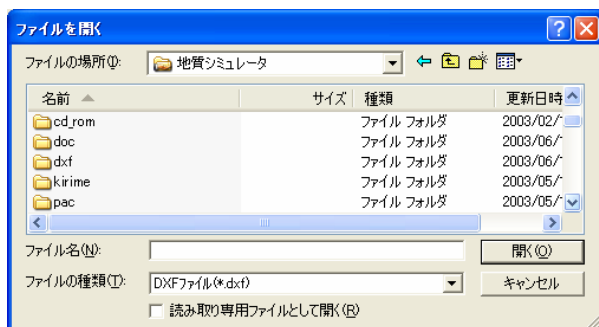 ファイルを開く
ファイルの場所(I): 地質シミュレータ
名前 サイズ 種類 更新日時
cd_rom ファイル フォルダ 2003/02/
doc ファイル フォルダ 2003/06/
dxf ファイル フォルダ 2003/06/
kirime ファイル フォルダ 2003/05/
pac ファイル フォルダ 2003/05/
ファイル名(N): 開く(O)
ファイルの種類(T): DXFファイル(*.dxf) キャンセル
読み取り専用ファイルとして開く(R)